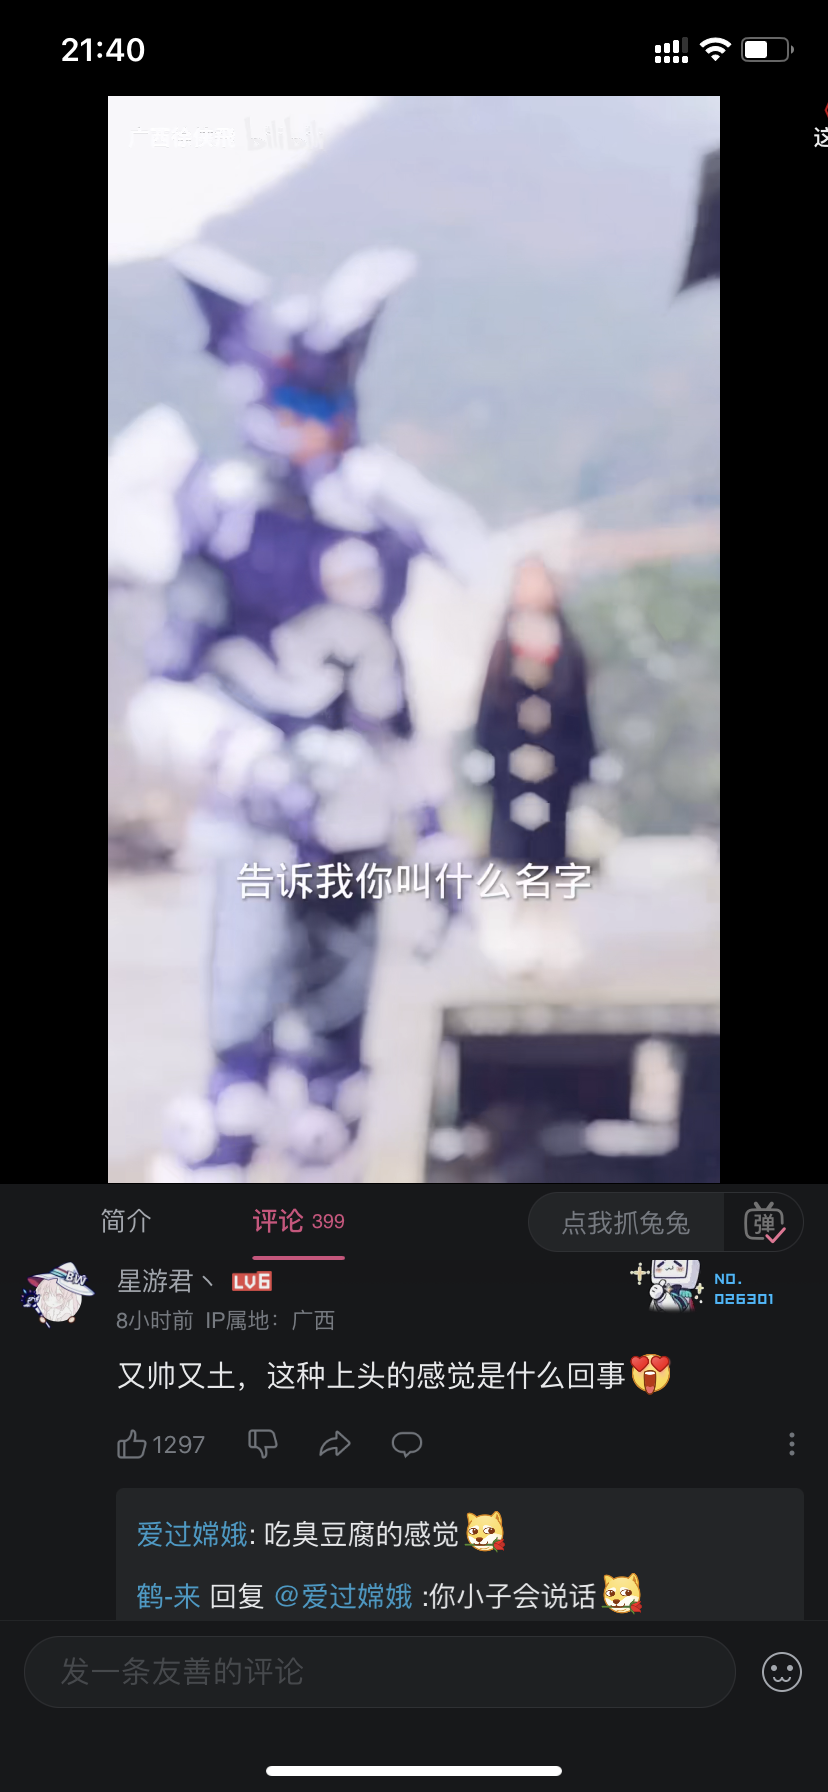 21:40
bilibili
这
告诉我你叫什么名字
简介
评论 399
点我抓兔兔
弹
星游君丶 LV6
NO.
026301
8小时前 IP属地：广西
又帅又土，这种上头的感觉是什么回事
1297
爱过嫦娥: 吃臭豆腐的感觉
鹤-来 回复 @爱过嫦娥 :你小子会说话
发一条友善的评论